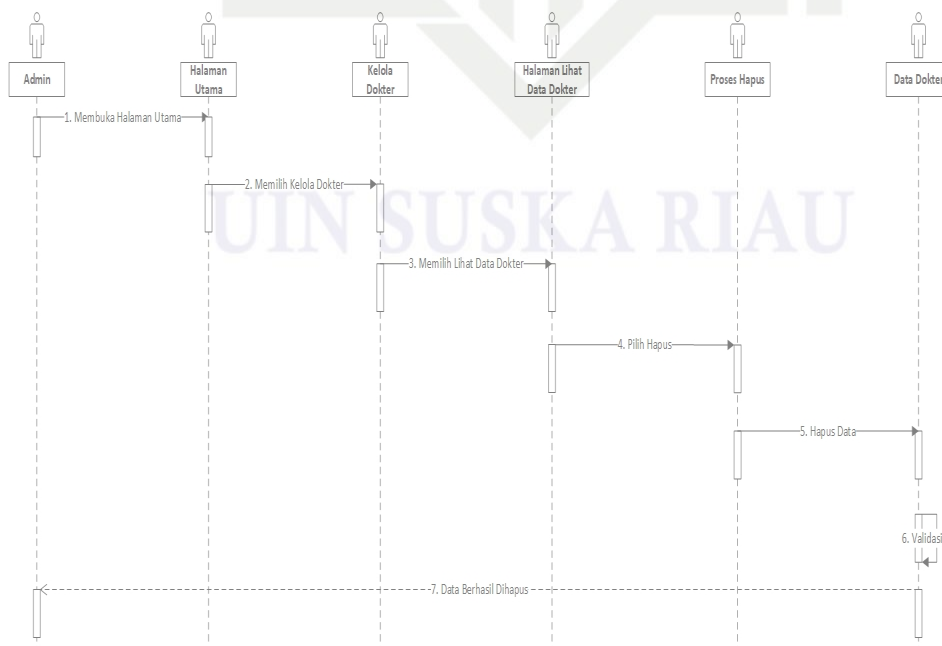 Admin
Halaman
Utama
Kelola
Dokter
Halaman Lihat
Data Dokter
Proses Hapus
Data Dokter
1. Membuka Halaman Utama
2. Memilih Kelola Dokter
UIN SUSKA RIAU
3. Memilih Lihat Data Dokter
4. Pilih Hapus
5. Hapus Data
6. Validasi
7. Data Berhasil Dihapus